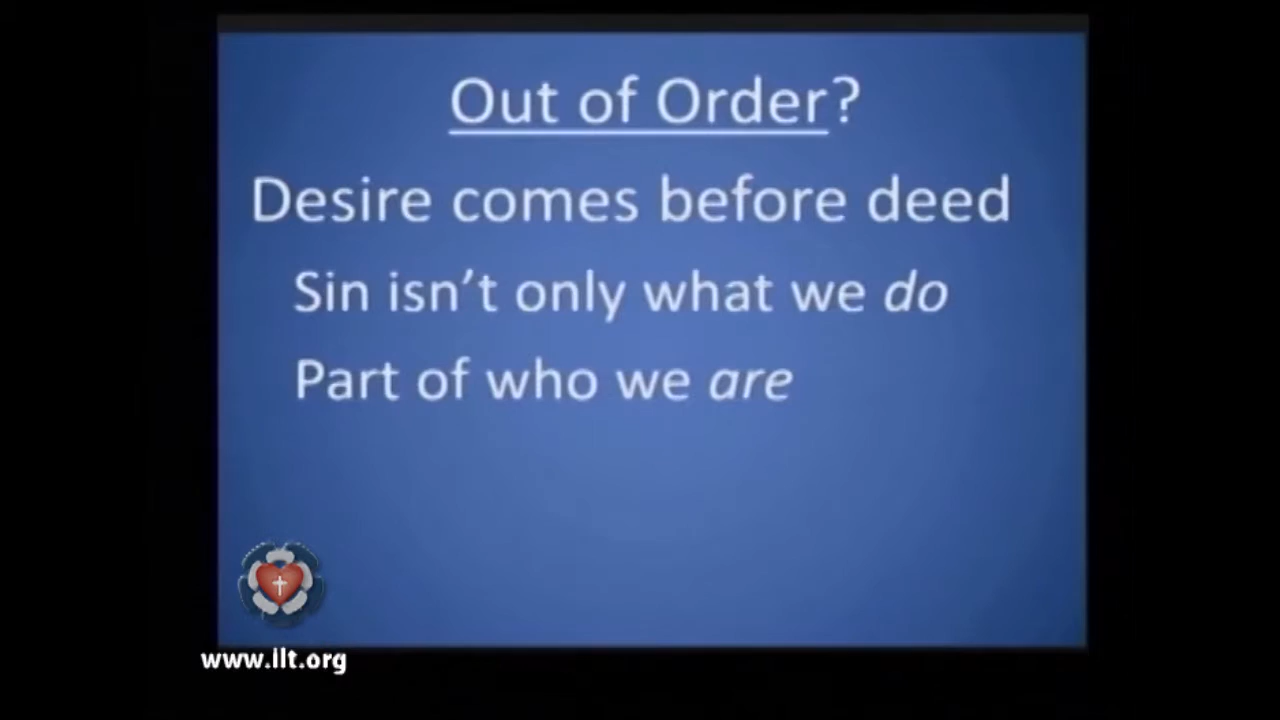 Out of Order?
Desire comes before deed
Sin isn't only what we do
Part of who we are
www.ilt.org